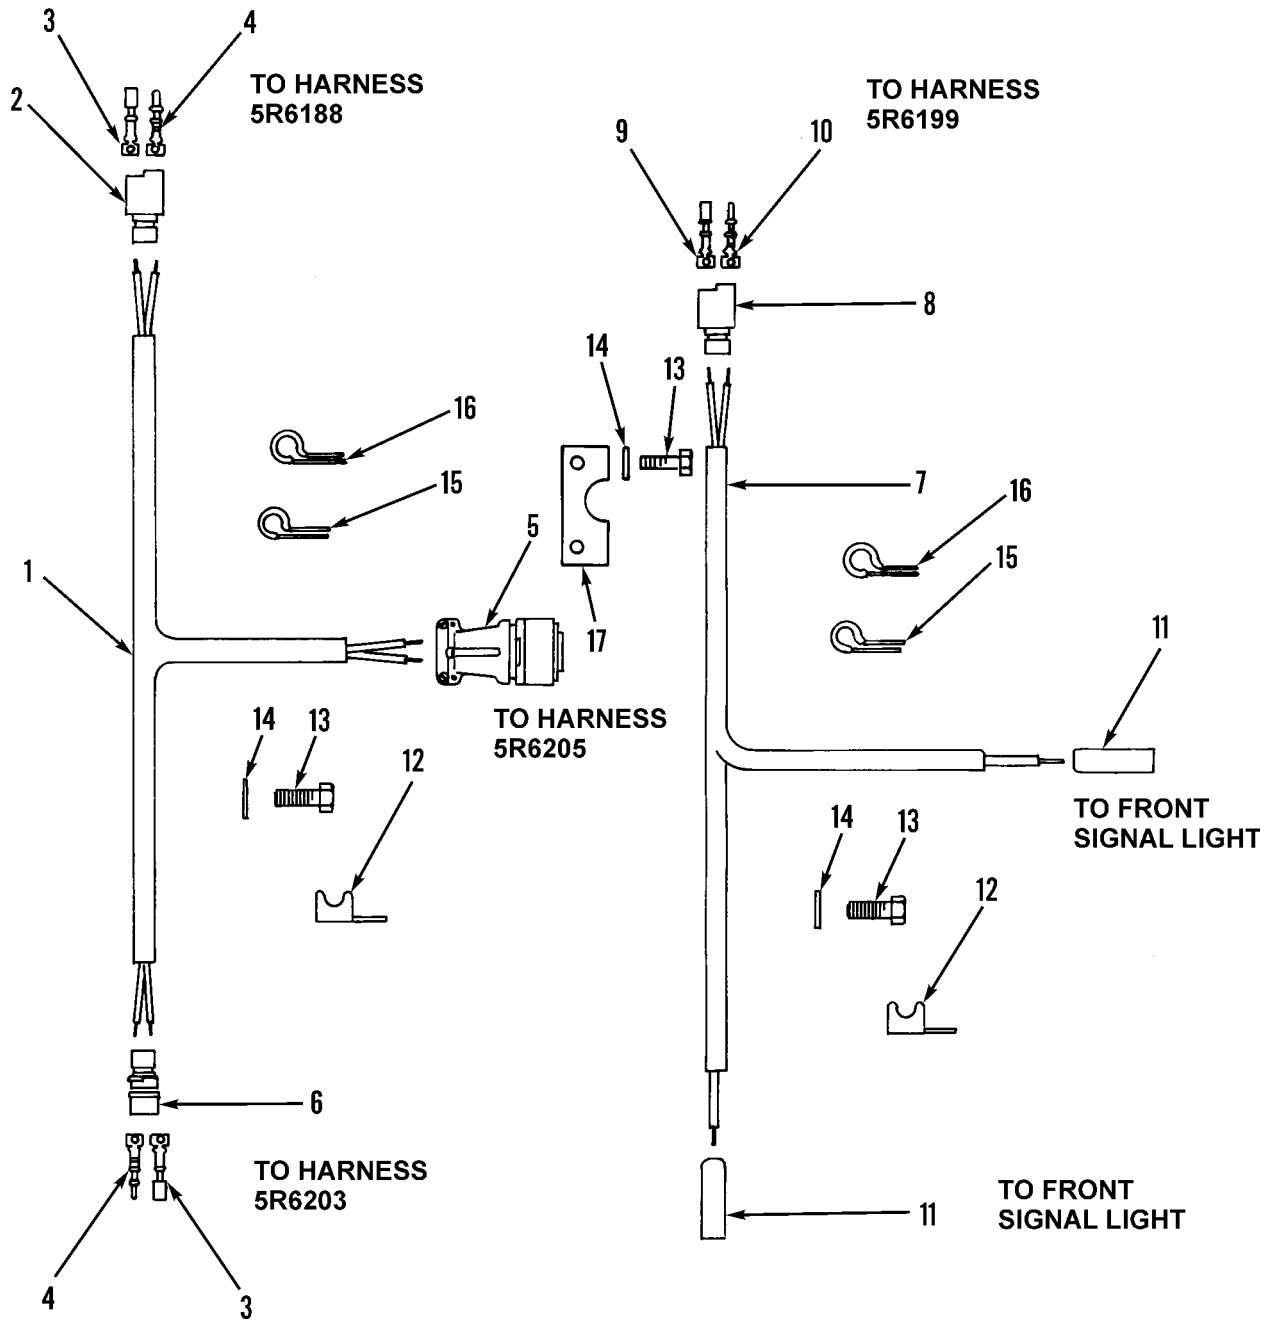 3
4
TO HARNESS
5R6188
TO HARNESS
5R6199
2
9
10
8
14
13
16
7
15
16
5
15
1
17
11
TO HARNESS
5R6205
14
13
12
TO FRONT
SIGNAL LIGHT
14
13
12
6
TO HARNESS
5R6203
TO FRONT
SIGNAL LIGHT
11
4
3